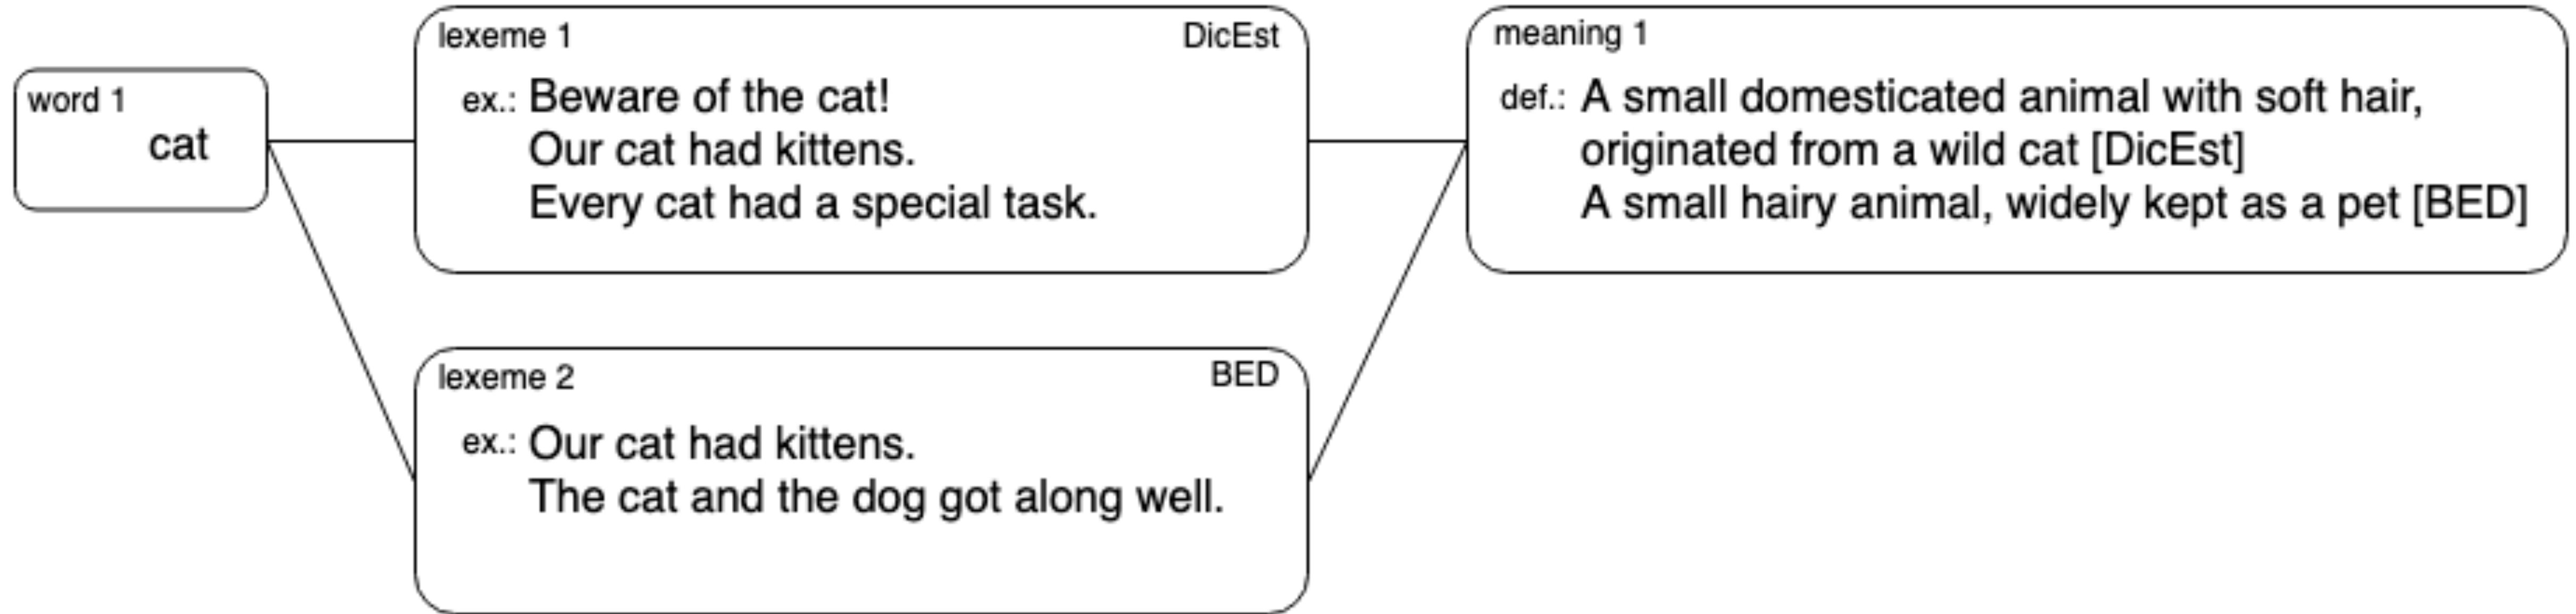 word 1
cat
lexeme 1
DicEst
ex.: Beware of the cat!
Our cat had kittens.
Every cat had a special task.
lexeme 2
BED
ex.: Our cat had kittens.
The cat and the dog got along well.
meaning 1
def.: A small domesticated animal with soft hair,
originated from a wild cat [DicEst]
A small hairy animal, widely kept as a pet [BED]